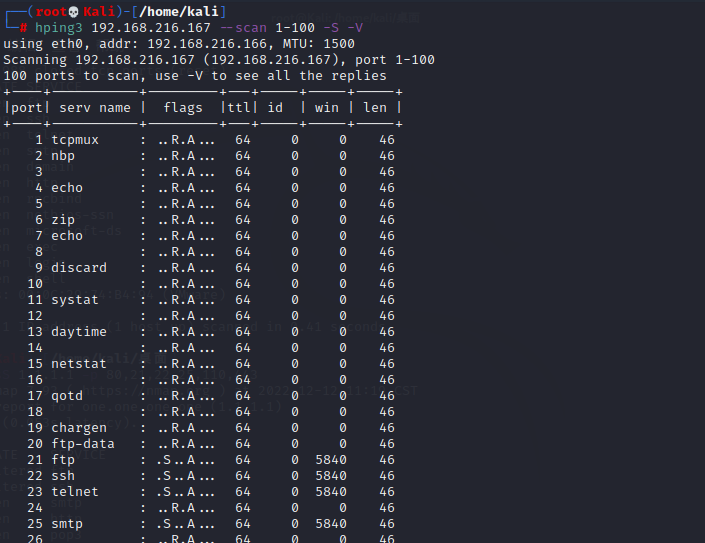 ┌──(root💀Kali)-[/home/kali]
└─# hping3 192.168.216.167 --scan 1-100 -S -V
using eth0, addr: 192.168.216.166, MTU: 1500
Scanning 192.168.216.167 (192.168.216.167), port 1-100
100 ports to scan, use -V to see all the replies
+----+-----------+---------+---+-----+-----+-----+
|port| serv name |  flags  |ttl| id  | win | len |
+----+-----------+---------+---+-----+-----+-----+
    1 tcpmux     : ..R.A...  64     0     0    46
    2 nbp        : ..R.A...  64     0     0    46
    3            : ..R.A...  64     0     0    46
    4 echo       : ..R.A...  64     0     0    46
    5            : ..R.A...  64     0     0    46
    6 zip        : ..R.A...  64     0     0    46
    7 echo       : ..R.A...  64     0     0    46
    8            : ..R.A...  64     0     0    46
    9 discard    : ..R.A...  64     0     0    46
   10            : ..R.A...  64     0     0    46
   11 systat     : ..R.A...  64     0     0    46
   12            : ..R.A...  64     0     0    46
   13 daytime    : ..R.A...  64     0     0    46
   14            : ..R.A...  64     0     0    46
   15 netstat    : ..R.A...  64     0     0    46
   16            : ..R.A...  64     0     0    46
   17 qotd       : ..R.A...  64     0     0    46
   18            : ..R.A...  64     0     0    46
   19 chargen    : ..R.A...  64     0     0    46
   20 ftp-data   : ..R.A...  64     0     0    46
   21 ftp        : .S..A...  64     0  5840    46
   22 ssh        : .S..A...  64     0  5840    46
   23 telnet     : .S..A...  64     0  5840    46
   24            : ..R.A...  64     0     0    46
   25 smtp       : .S..A...  64     0  5840    46
   26            : ..R.A...  64     0     0    46